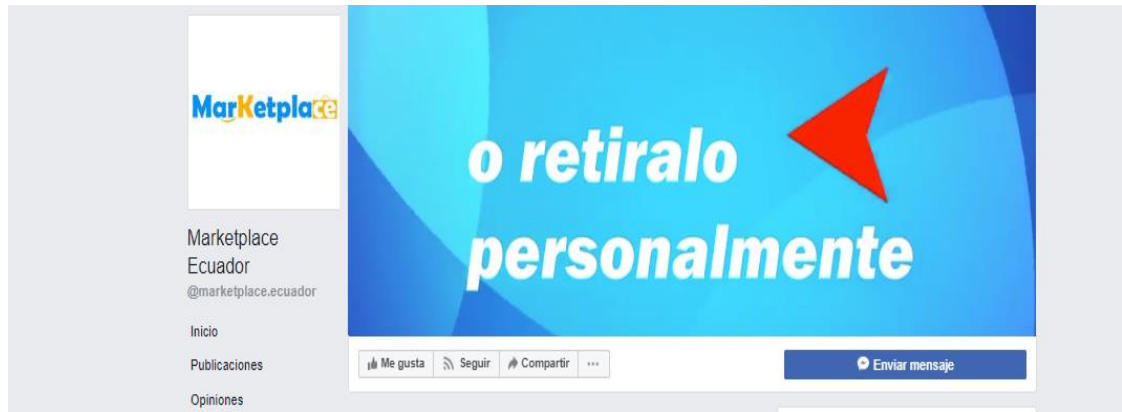 MarKetplace
Marketplace
Ecuador
@marketplace.ecuador
Inicio
Publicaciones
Opiniones
o retiralo
personalmente
Me gusta
Seguir
Compartir
Enviar mensaje